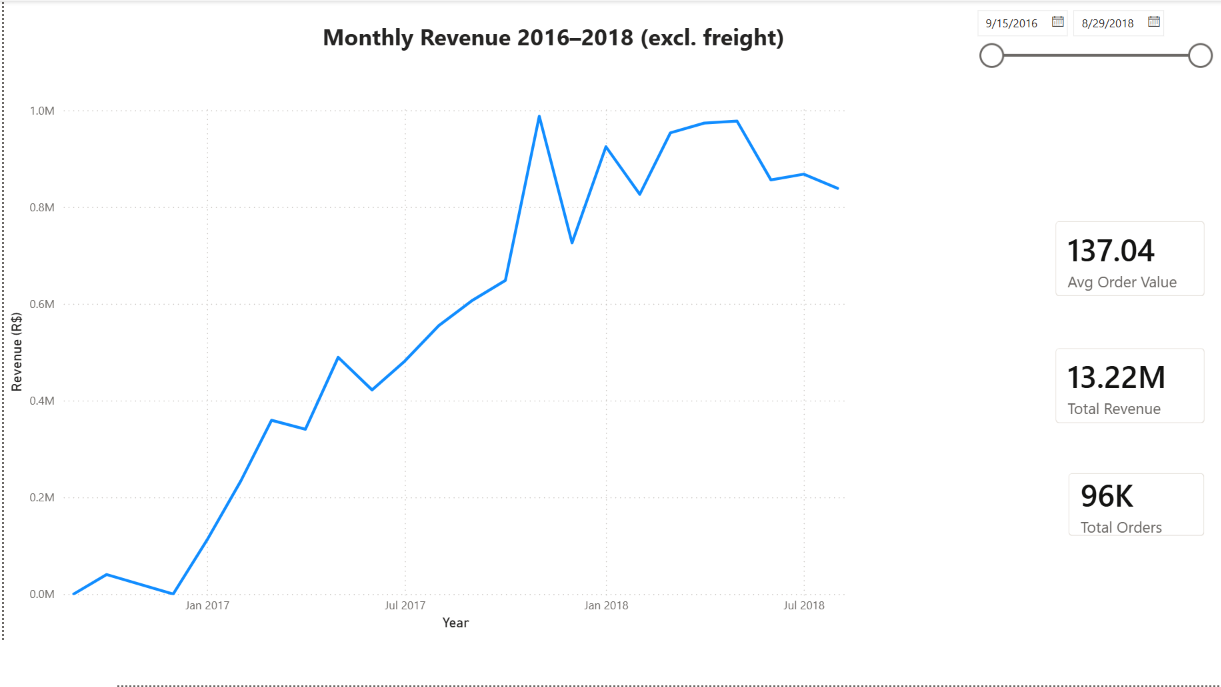 Monthly Revenue 2016–2018 (excl. freight)
9/15/2016
8/29/2018
1.0M
0.8M
0.6M
0.4M
0.2M
0.0M
Revenue (R$)
Jan 2017
Jul 2017
Jan 2018
Jul 2018
Year
137.04
Avg Order Value
13.22M
Total Revenue
96K
Total Orders